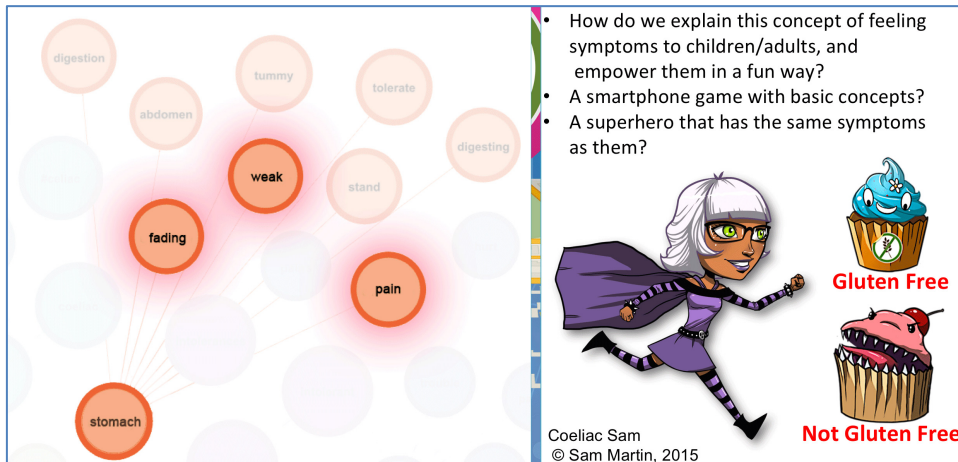 digestion
tummy
tolerate
abdomen
digesting
weak
stand
fading
pain
stomach
• How do we explain this concept of feeling
symptoms to children/adults, and
empower them in a fun way?
• A smartphone game with basic concepts?
• A superhero that has the same symptoms
as them?
Gluten Free
Not Gluten Free
Coeliac Sam
© Sam Martin, 2015